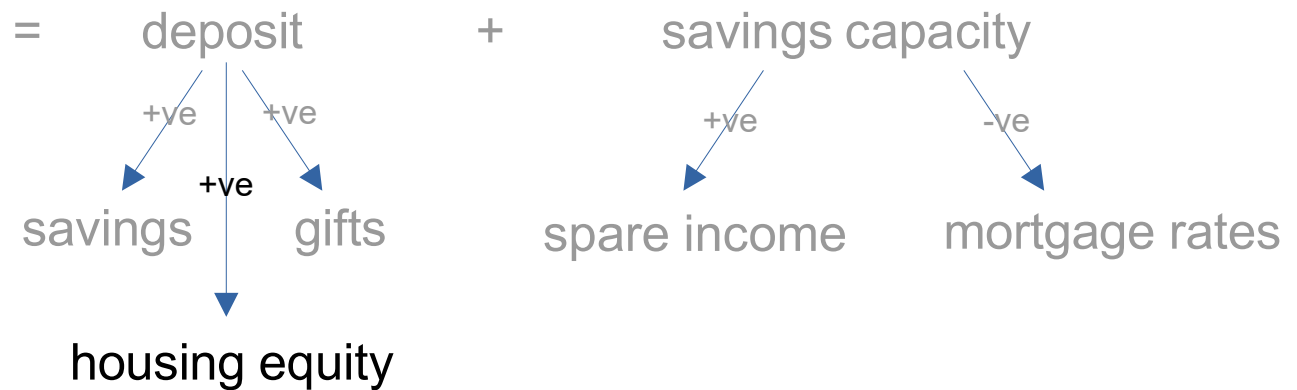 = deposit + savings capacity
+ve +ve +ve -ve
+ve
savings gifts spare income mortgage rates
housing equity